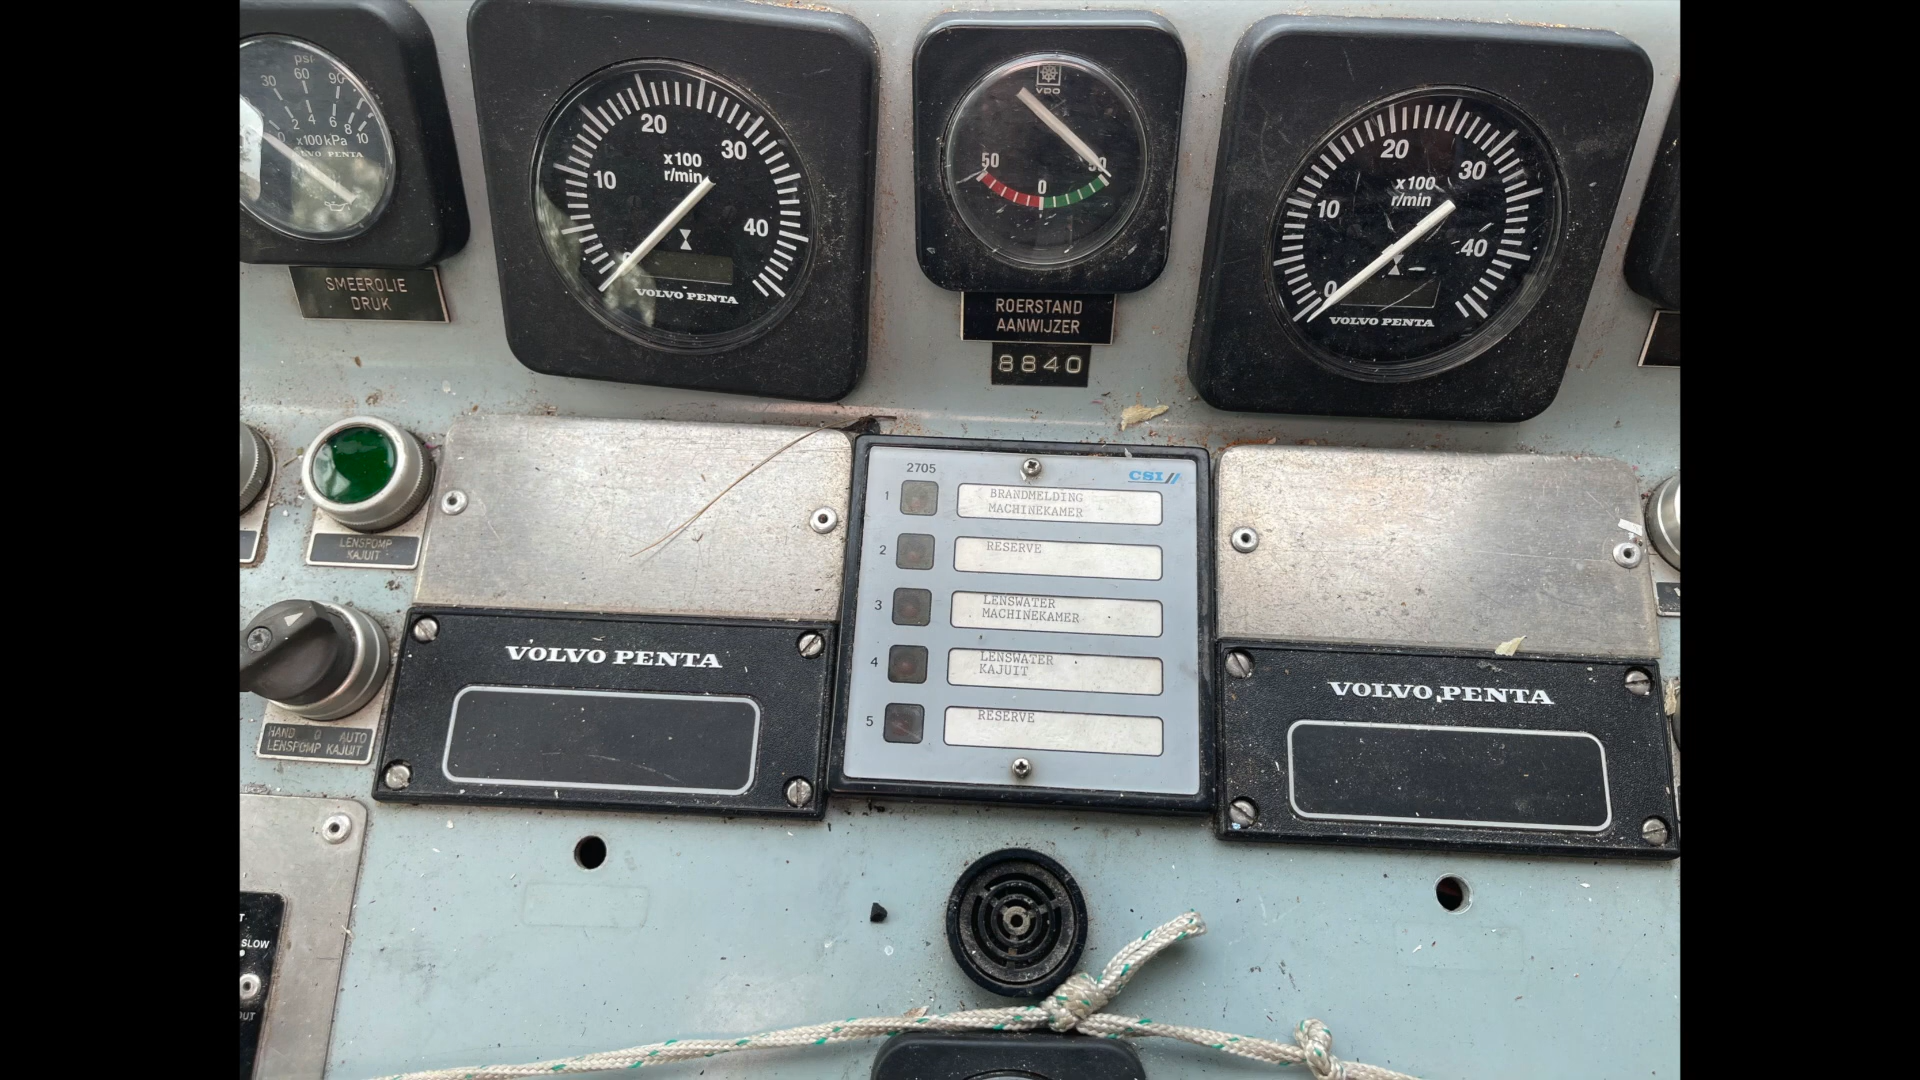 psi
30 60 90
0 2 4 6 8 10
x100kPa
VOLVO PENTA
SMEEROLIE
DRUK
0 10 20 30 40
x100
r/min
VOLVO PENTA
VDO
50 0 50
ROERSTAND
AANWIJZER
8840
0 10 20 30 40
x100
r/min
VOLVO PENTA
LENSPOMP
KAJUIT
HAND 0 AUTO
LENSPOMP KAJUIT
VOLVO PENTA
2705
CSI
1 BRANDMELDING
MACHINEKAMER
2 RESERVE
3 LENSWATER
MACHINEKAMER
4 LENSWATER
KAJUIT
5 RESERVE
VOLVO PENTA
SLOW